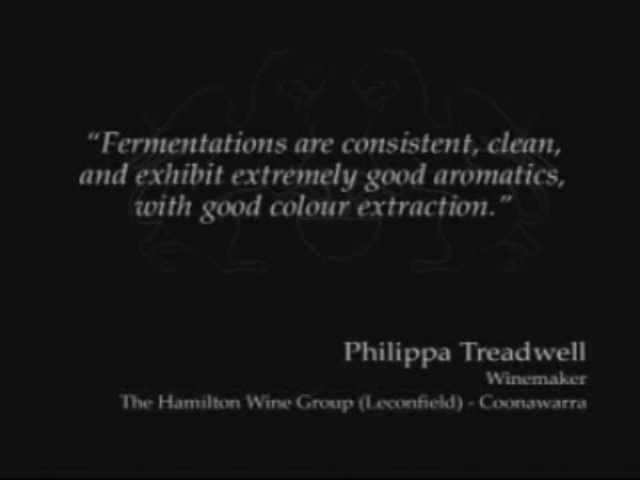 “Fermentations are consistent, clean,
and exhibit extremely good aromatics,
with good colour extraction.”
Philippa Treadwell
Winemaker
The Hamilton Wine Group (Leconfield) - Coonawarra